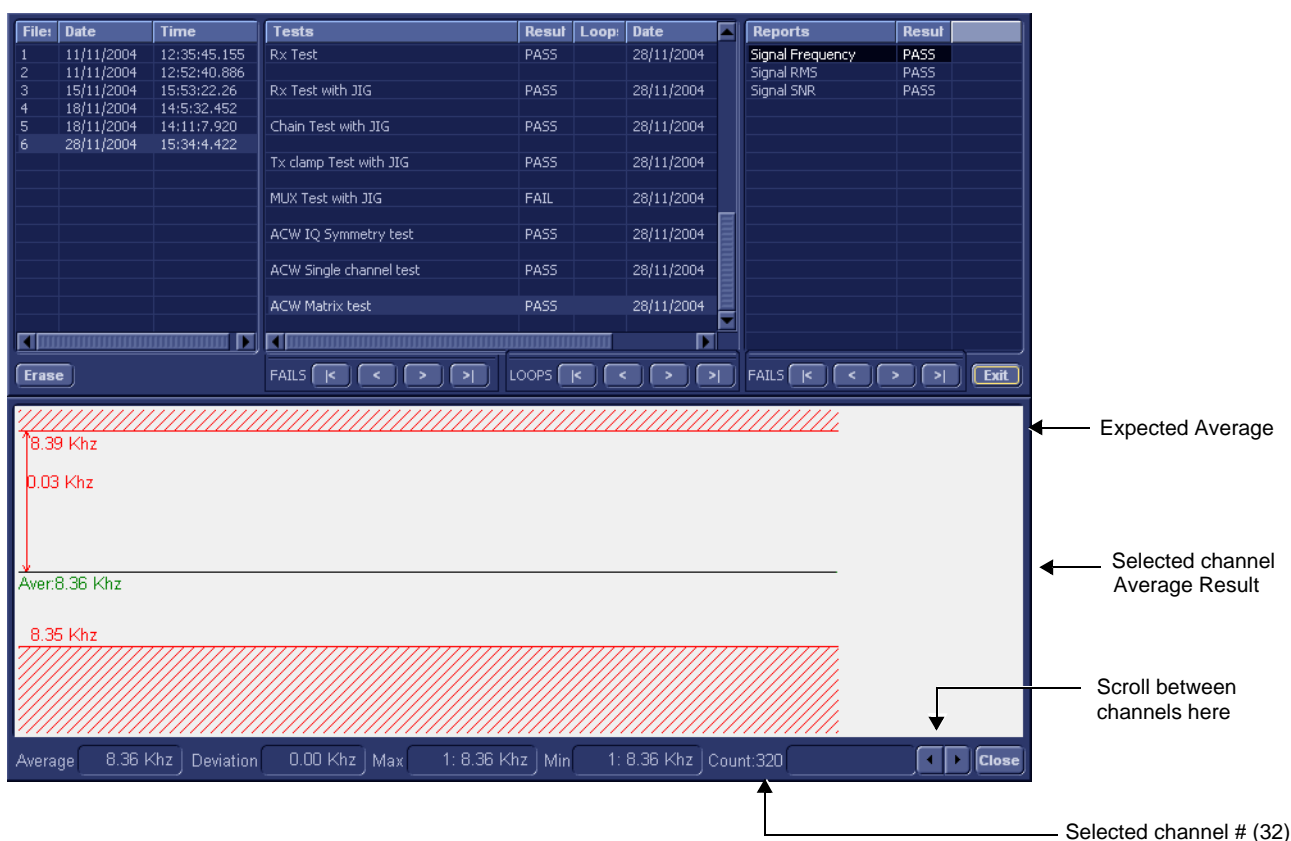 File: Date Time
1 11/11/2004 12:35:45.155
2 11/11/2004 12:52:40.886
3 15/11/2004 15:53:22.26
4 18/11/2004 14:5:32.452
5 18/11/2004 14:11:7.920
6 28/11/2004 15:34:4.422
Erase
Tests Resul Loop: Date
Rx Test PASS 28/11/2004
Rx Test with JIG PASS 28/11/2004
Chain Test with JIG PASS 28/11/2004
Tx clamp Test with JIG PASS 28/11/2004
MUX Test with JIG FAIL 28/11/2004
ACW IQ Symmetry test PASS 28/11/2004
ACW Single channel test PASS 28/11/2004
ACW Matrix test PASS 28/11/2004
FAILS |< < > >| LOOPS |< < > >|
Reports Resul
Signal Frequency PASS
Signal RMS PASS
Signal SNR PASS
FAILS |< < > >| Exit
8.39 Khz
0.03 Khz
Aver:8.36 Khz
8.35 Khz
Expected Average
Selected channel
Average Result
Scroll between
channels here
Average 8.36 Khz Deviation 0.00 Khz Max 1: 8.36 Khz Min 1: 8.36 Khz Count:320 Close
Selected channel # (32)